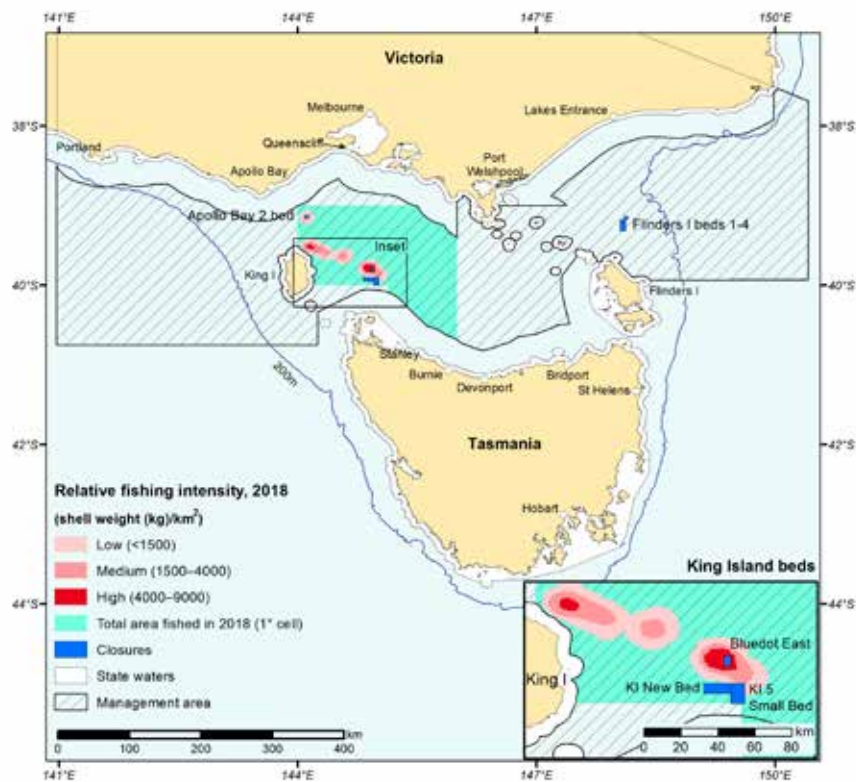 141°E
144°E
147°E
150°E
Victoria
Melbourne
Lakes Entrance
38°S
38°S
Queenscliff
Portland
Port
Welshpool
Apollo Bay
Apollo Bay 2 bed
Flinders I beds 1-4
Inset
40°S
King I
40°S
Flinders I
200m
Stanley
Burnie
Devonport
Bridport
St Helens
42°S
Tasmania
42°S
Relative fishing intensity, 2018
(shell weight (kg)/km²)
Low (<1500)
Medium (1500–4000)
High (4000–9000)
Total area fished in 2018 (1° cell)
Closures
State waters
Management area
Hobart
King Island beds
44°S
44°S
Bluedot East
King I
KI New Bed
KI 5
Small Bed
km
0 20 40 60 80
km
0 100 200 300 400
141°E
144°E
147°E
150°E